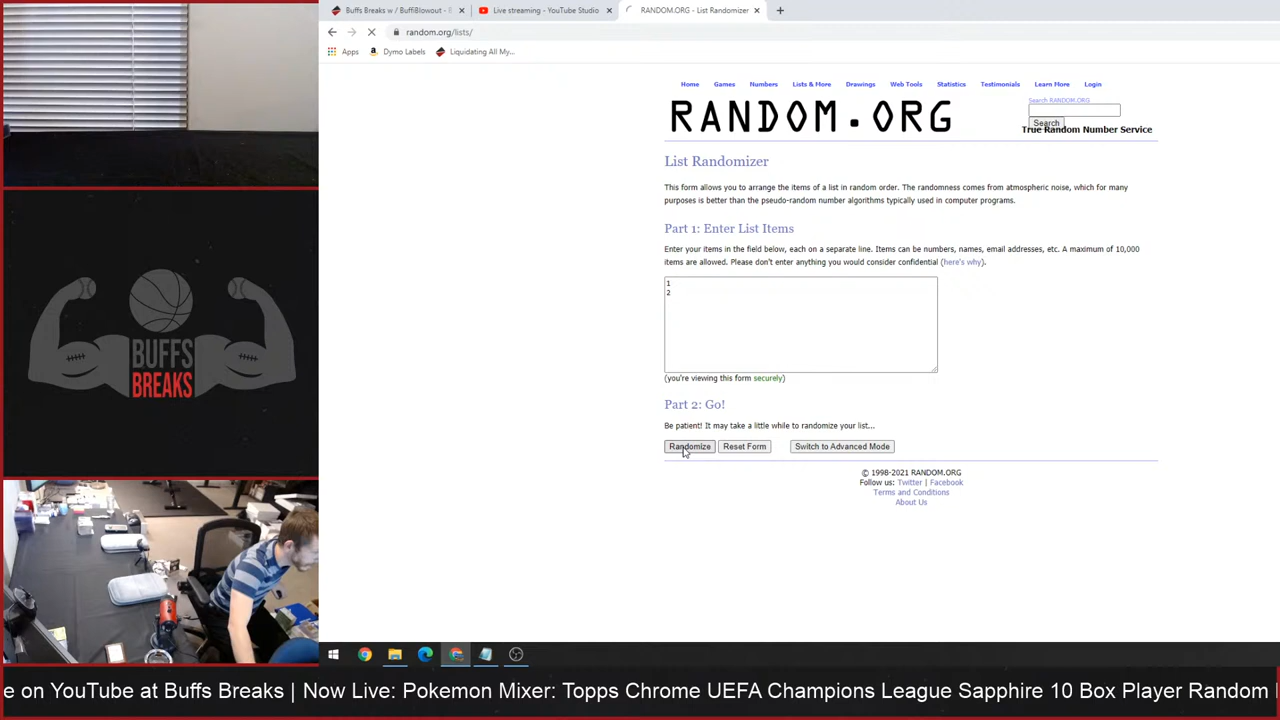 Buffs Breaks w / BuffiBlowout - B
Live streaming - YouTube Studio
RANDOM.ORG - List Randomizer
random.org/lists/
Apps
Dymo Labels
Liquidating All My...
Home Games Numbers Lists & More Drawings Web Tools Statistics Testimonials Learn More Login
RANDOM.ORG
Search RANDOM.ORG
Search
True Random Number Service
List Randomizer
This form allows you to arrange the items of a list in random order. The randomness comes from atmospheric noise, which for many
purposes is better than the pseudo-random number algorithms typically used in computer programs.
Part 1: Enter List Items
Enter your items in the field below, each on a separate line. Items can be numbers, names, email addresses, etc. A maximum of 10,000
items are allowed. Please don't enter anything you would consider confidential (here's why).
1
2
(you're viewing this form securely)
Part 2: Go!
Be patient! It may take a little while to randomize your list...
Randomize Reset Form Switch to Advanced Mode
© 1998-2021 RANDOM.ORG
Follow us: Twitter | Facebook
Terms and Conditions
About Us
BUFFS
BREAKS
e on YouTube at Buffs Breaks | Now Live: Pokemon Mixer: Topps Chrome UEFA Champions League Sapphire 10 Box Player Random